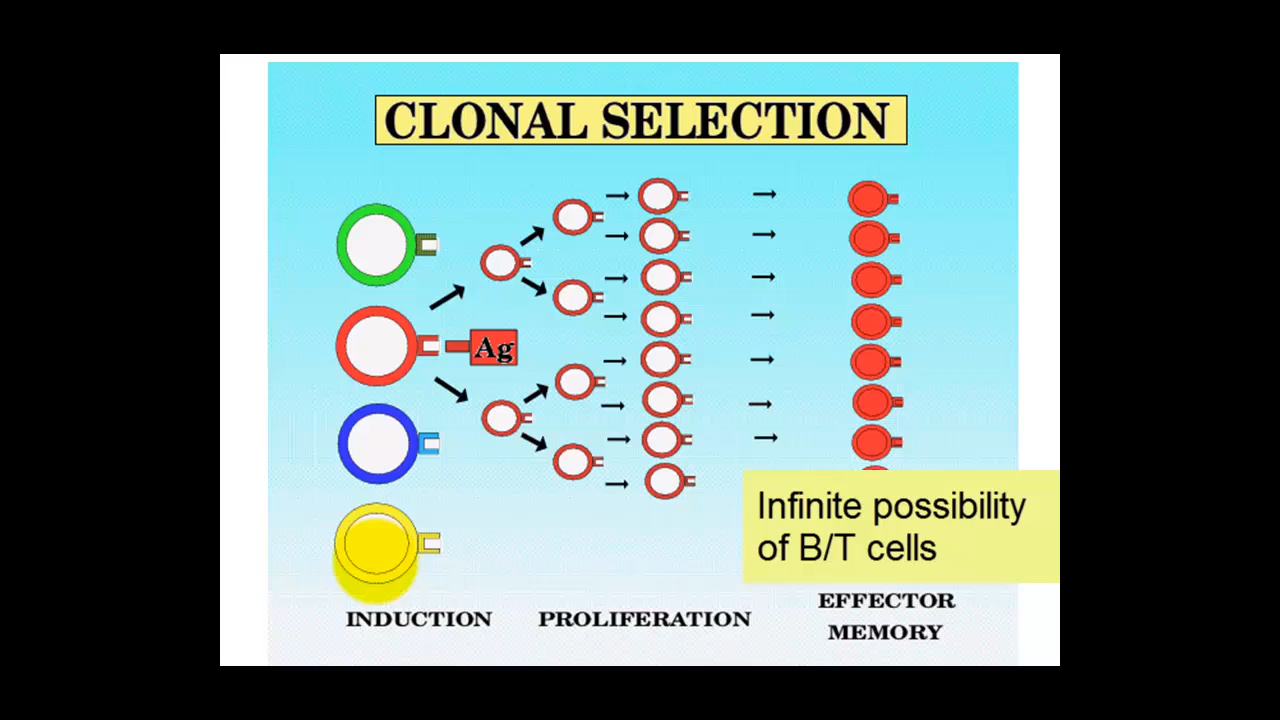 CLONAL SELECTION
Ag
Infinite possibility
of B/T cells
INDUCTION
PROLIFERATION
EFFECTOR
MEMORY